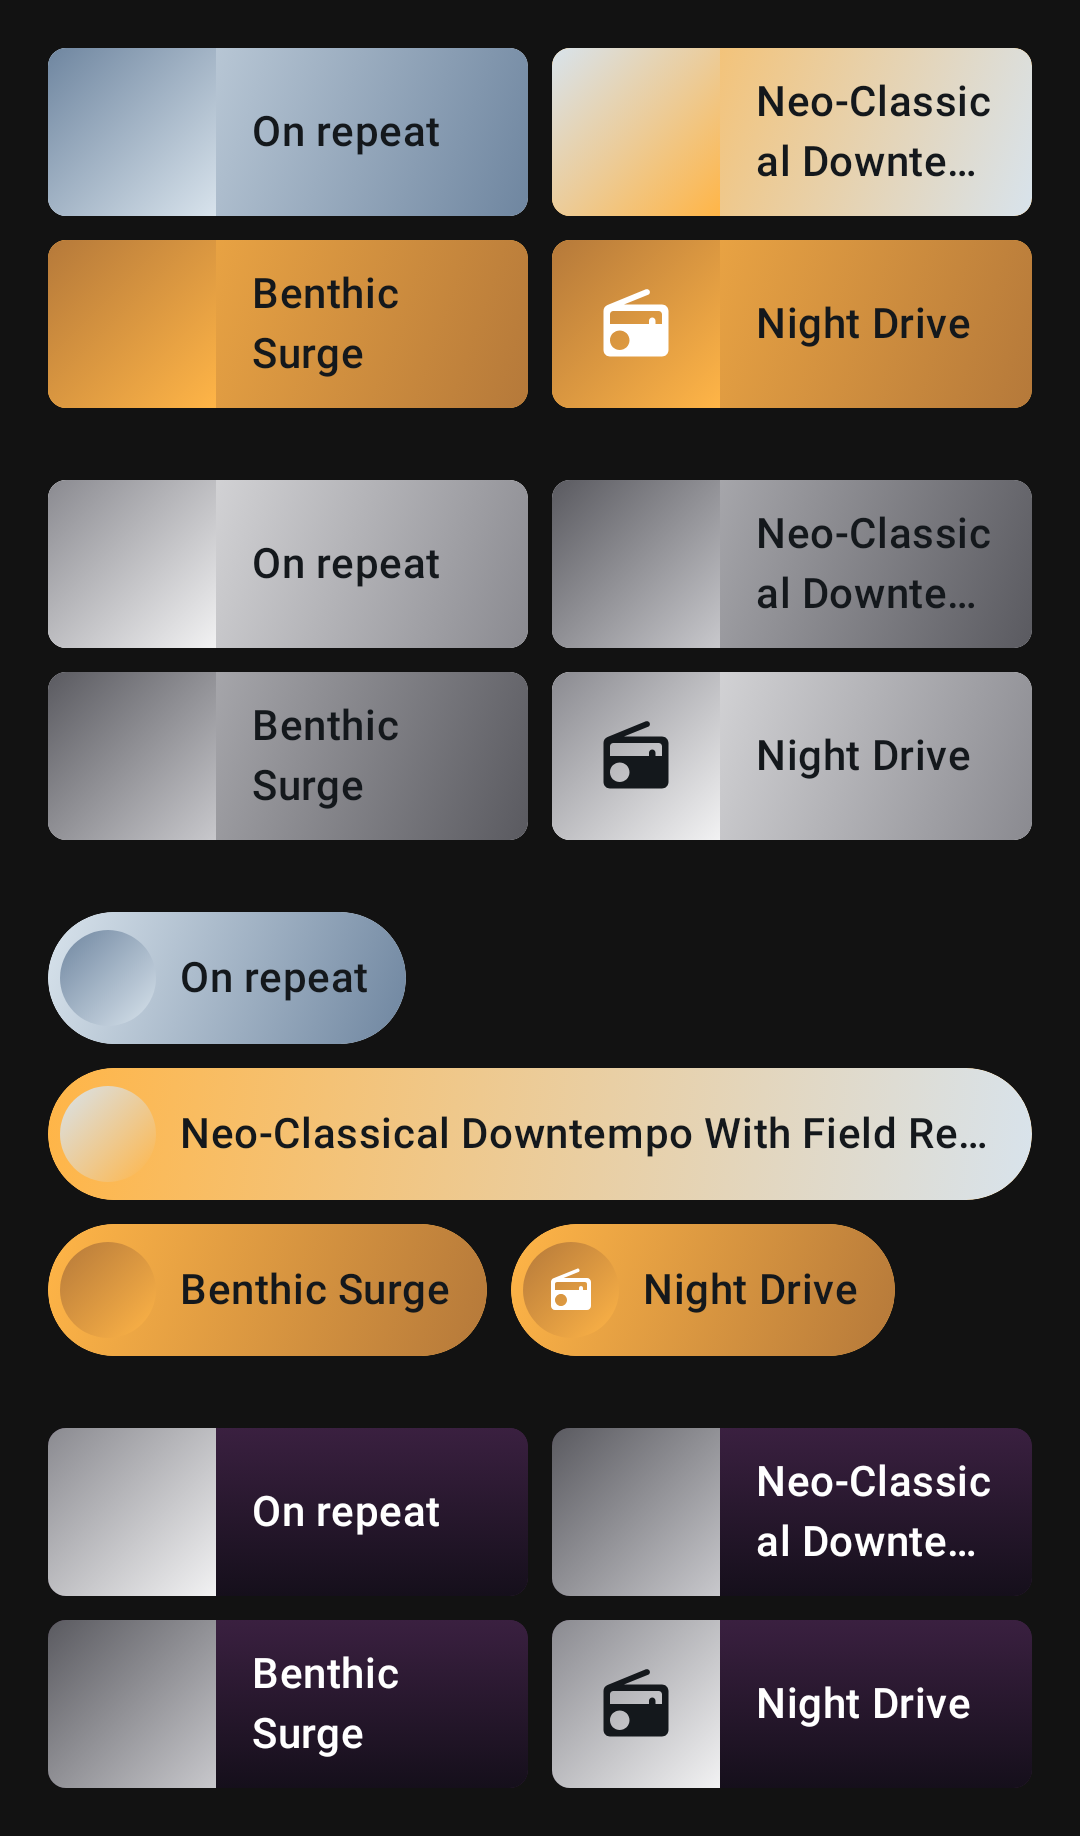 On repeat
Neo-Classic
al Downte…
Benthic
Surge
Night Drive
On repeat
Neo-Classic
al Downte…
Benthic
Surge
Night Drive
On repeat
Neo-Classical Downtempo With Field Re…
Benthic Surge
Night Drive
On repeat
Neo-Classic
al Downte…
Benthic
Surge
Night Drive